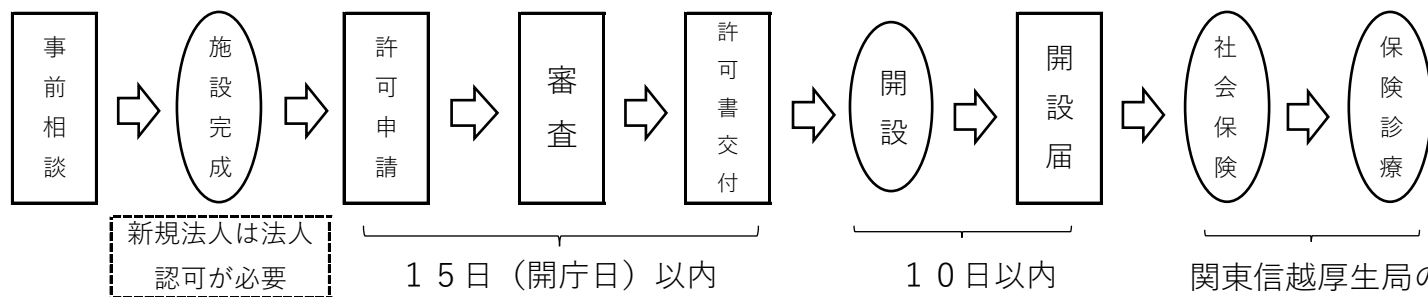 事前相談
施設完成
許可申請
審査
許可書交付
開設
開設届
社会保険
保険診療
新規法人は法人
認可が必要
１５日（開庁日）以内
１０日以内
関東信越厚生局の